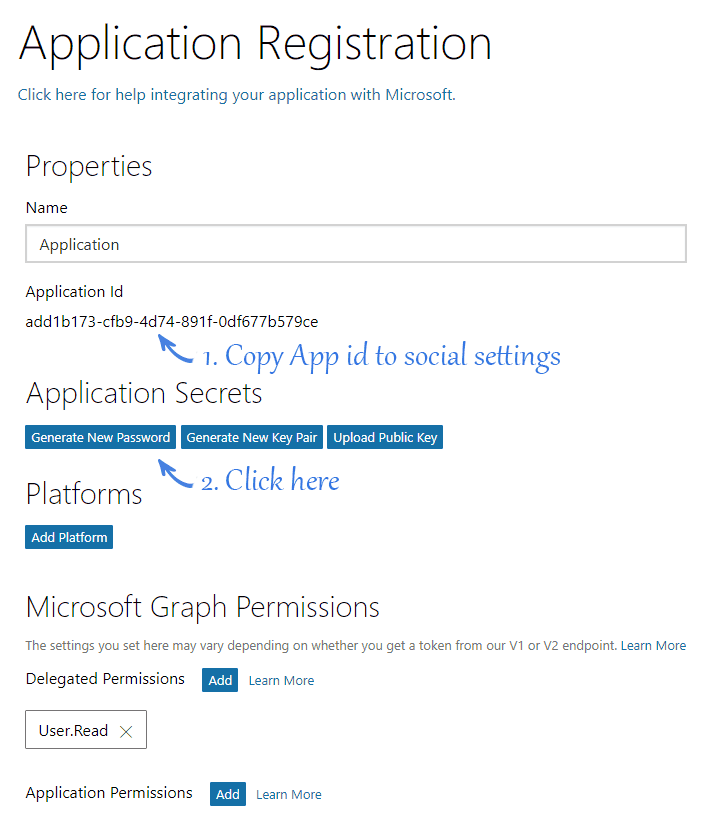 Application Registration
Click here for help integrating your application with Microsoft.
Properties
Name
Application
Application Id
add1b173-cfb9-4d74-891f-0df677b579ce
1. Copy App id to social settings
Application Secrets
Generate New Password Generate New Key Pair Upload Public Key
2. Click here
Platforms
Add Platform
Microsoft Graph Permissions
The settings you set here may vary depending on whether you get a token from our V1 or V2 endpoint. Learn More
Delegated Permissions Add Learn More
User.Read
Application Permissions Add Learn More